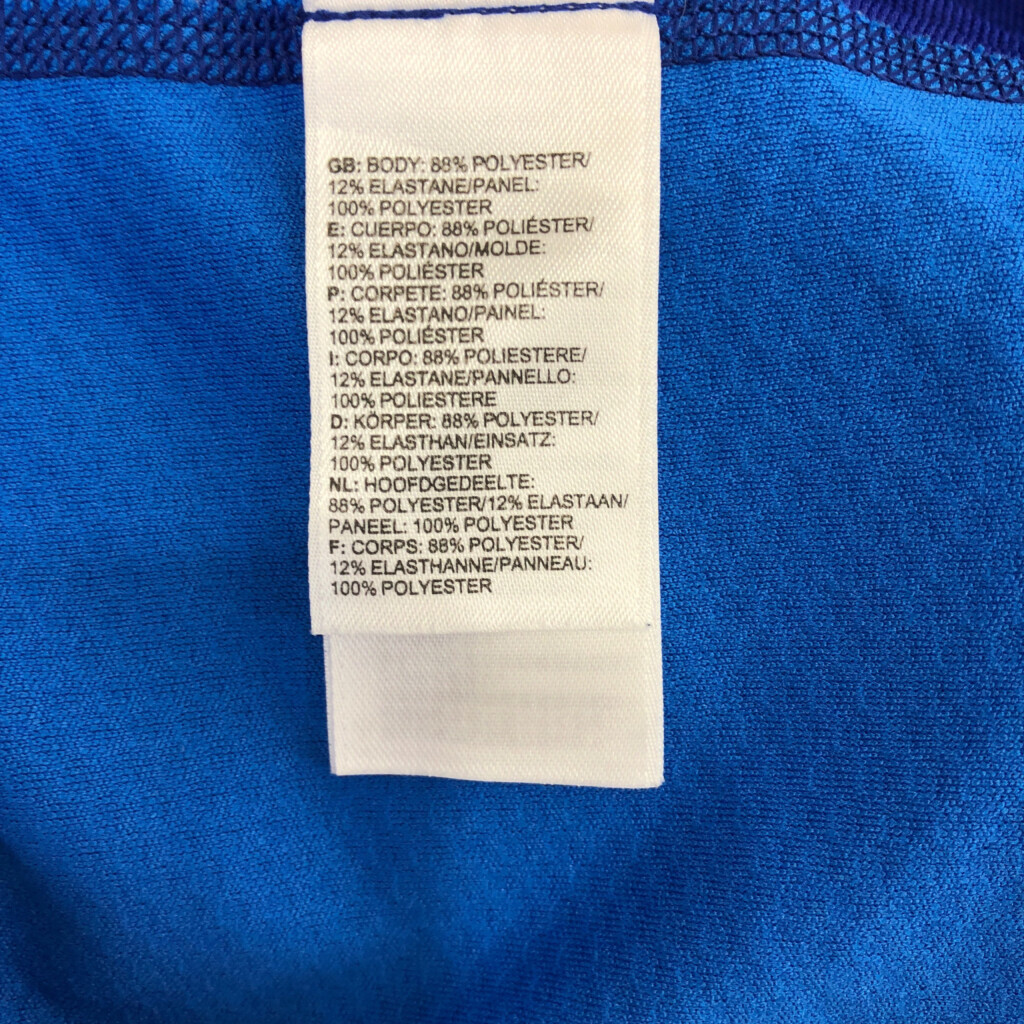 GB: BODY: 88% POLYESTER/
12% ELASTANE/PANEL:
100% POLYESTER
E: CUERPO: 88% POLIÉSTER/
12% ELASTANO/MOLDE:
100% POLIÉSTER
P: CORPETE: 88% POLIÉSTER/
12% ELASTANO/PAINEL:
100% POLIÉSTER
I: CORPO: 88% POLIESTERE/
12% ELASTANE/PANNELLO:
100% POLIESTERE
D: KÖRPER: 88% POLYESTER/
12% ELASTHAN/EINSATZ:
100% POLYESTER
NL: HOOFDGEDEELTE:
88% POLYESTER/12% ELASTAAN/
PANEEL: 100% POLYESTER
F: CORPS: 88% POLYESTER/
12% ELASTHANNE/PANNEAU:
100% POLYESTER